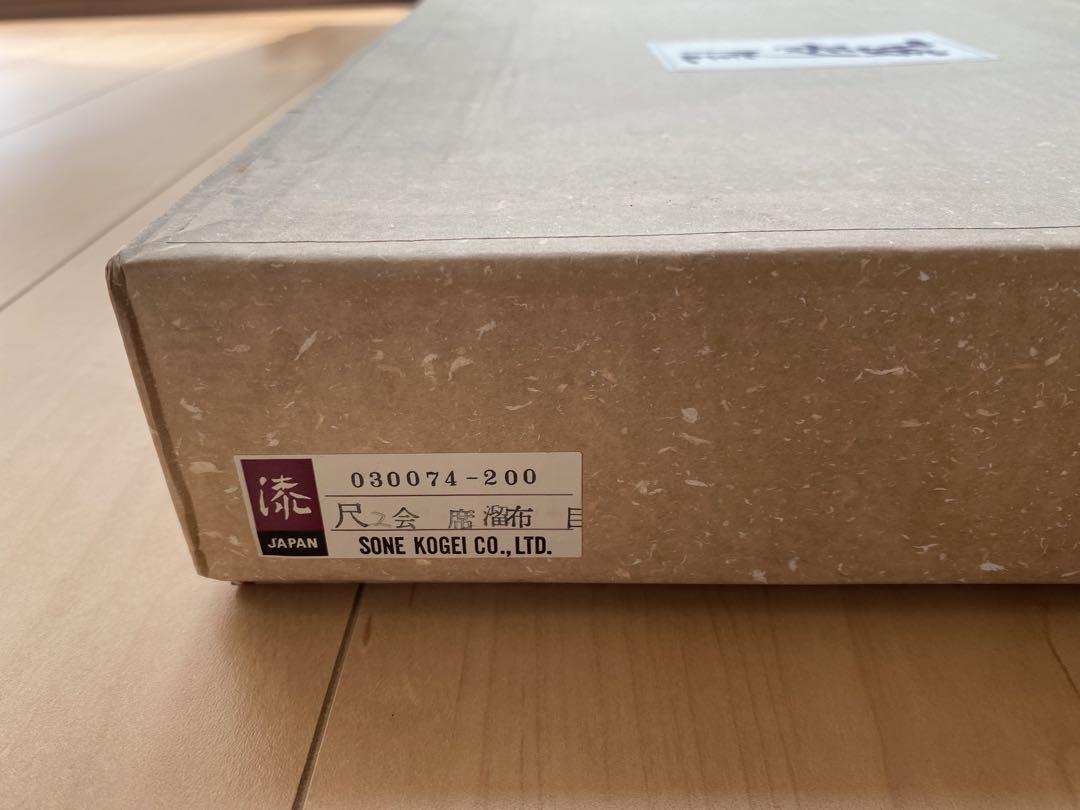 漆
JAPAN
030074-200
尺2会 席 溜布 目
SONE KOGEI CO., LTD.